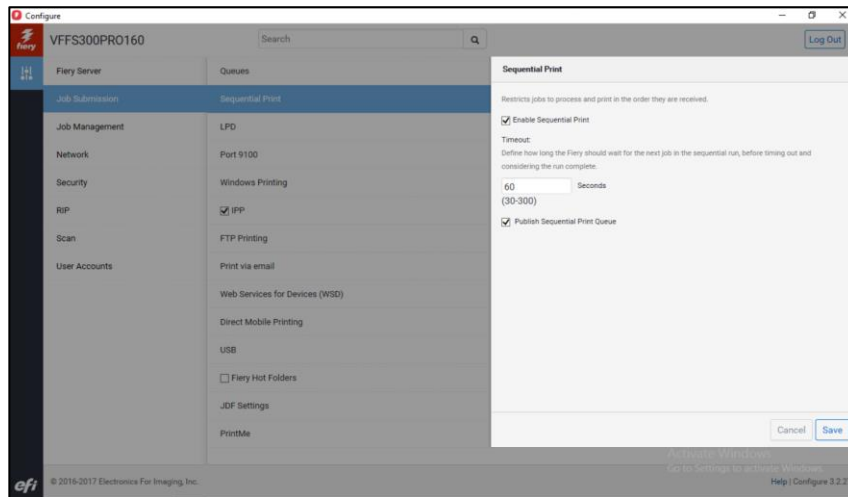 Configure
fiery
VFFS300PRO160
Search
Log Out
Fiery Server
Job Submission
Job Management
Network
Security
RIP
Scan
User Accounts
Queues
Sequential Print
LPD
Port 9100
Windows Printing
IPP
FTP Printing
Print via email
Web Services for Devices (WSD)
Direct Mobile Printing
USB
Fiery Hot Folders
JDF Settings
PrintMe
Sequential Print
Restricts jobs to process and print in the order they are received.
Enable Sequential Print
Timeout:
Define how long the Fiery should wait for the next job in the sequential run, before timing out and
considering the run complete.
60 Seconds
(30-300)
Publish Sequential Print Queue
Cancel
Save
Activate Windows
Go to Settings to activate Windows.
efi
© 2016-2017 Electronics For Imaging, Inc.
Help | Configure